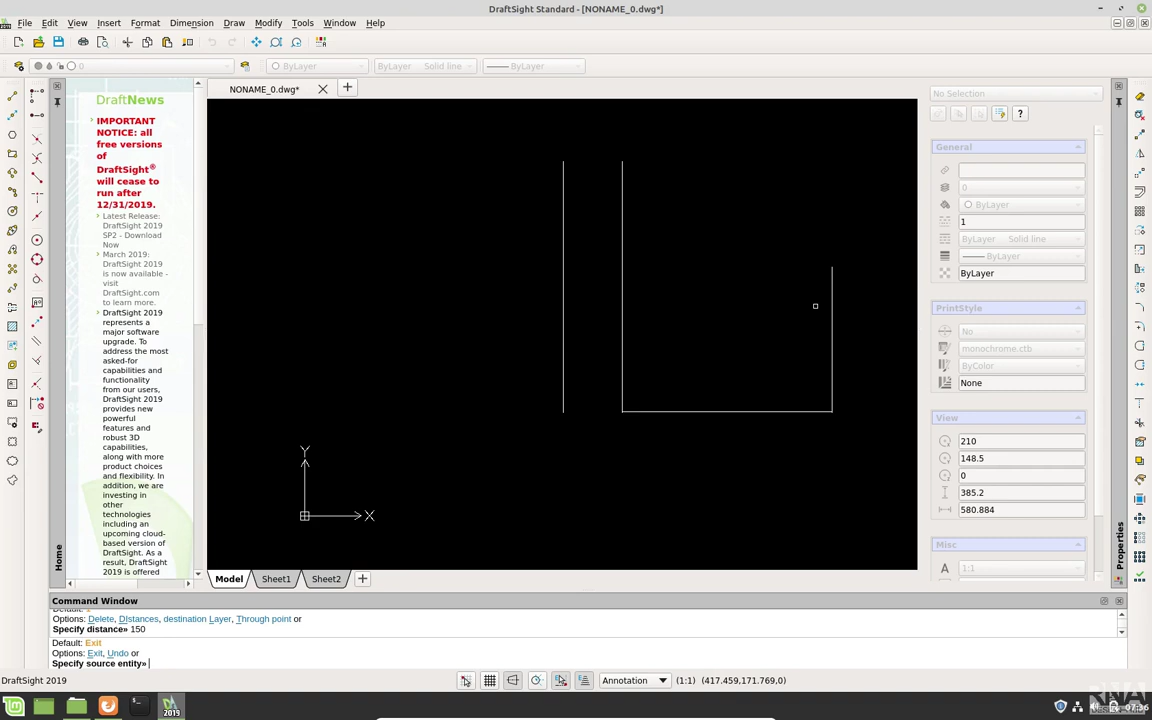 DraftSight Standard - [NONAME_0.dwg*]
File Edit View Insert Format Dimension Draw Modify Tools Window Help
0 ByLayer ByLayer Solid line ByLayer
NONAME_0.dwg*
No Selection
DraftNews
IMPORTANT
NOTICE: all
free versions
of
DraftSight®
will cease to
run after
12/31/2019.
Latest Release:
DraftSight 2019
SP2 - Download
Now
March 2019:
DraftSight 2019
is now available -
visit
DraftSight.com
to learn more.
DraftSight 2019
represents a
major software
upgrade. To
address the most
asked-for
capabilities and
functionality
from our users,
DraftSight 2019
provides new
powerful
features and
robust 3D
capabilities,
along with more
product choices
and flexibility. In
addition, we are
investing in
other
technologies
including an
upcoming cloud-
based version of
DraftSight. As a
result, DraftSight
2019 is offered
Home
Y
X
General
0
ByLayer
1
ByLayer Solid line
ByLayer
ByLayer
PrintStyle
No
monochrome.ctb
ByColor
None
View
210
148.5
0
385.2
580.884
Misc
1:1
Properties
Model Sheet1 Sheet2
Command Window
Options: Delete, DIstances, destination Layer, Through point or
Specify distance» 150
Default: Exit
Options: Exit, Undo or
Specify source entity»
DraftSight 2019 Annotation (1:1) (417.459,171.769,0)
2019
07:36